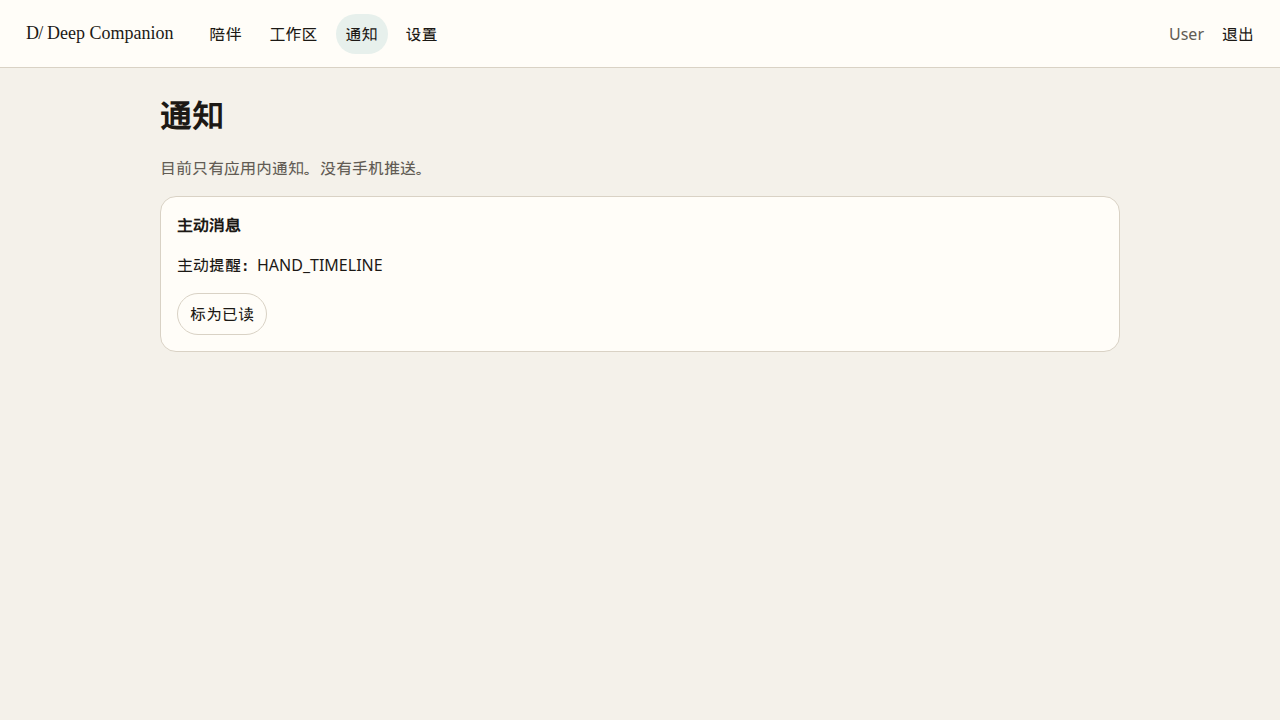 D/ Deep Companion 陪伴 工作区 通知 设置 User 退出
通知
目前只有应用内通知。没有手机推送。
主动消息
主动提醒：HAND_TIMELINE
标为已读